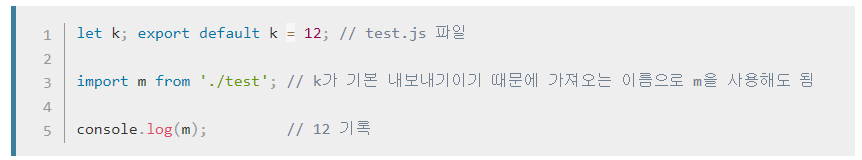 1 let k; export default k = 12; // test.js 파일
2
3 import m from './test'; // k가 기본 내보내기이기 때문에 가져오는 이름으로 m을 사용해도 됨
4
5 console.log(m);        // 12 기록